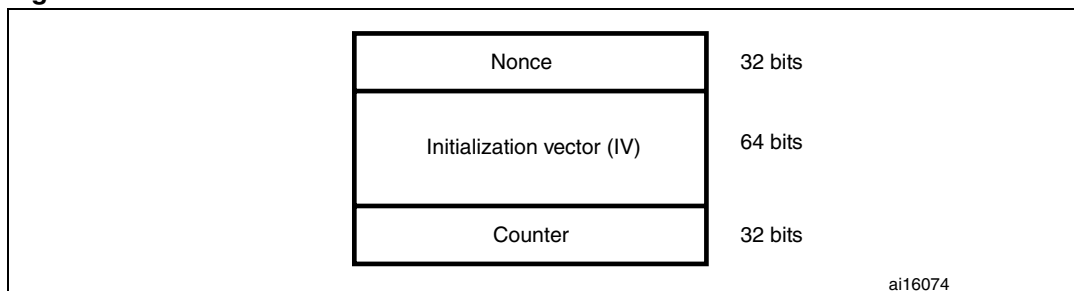 Nonce 32 bits
Initialization vector (IV) 64 bits
Counter 32 bits
ai16074